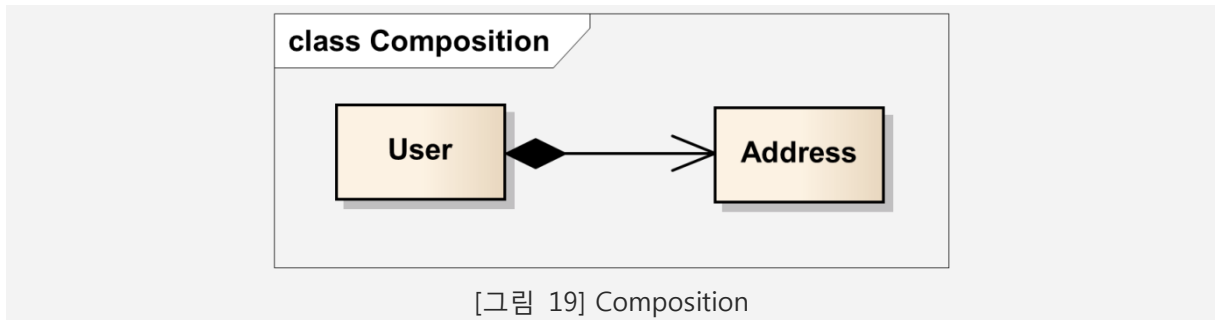 class Composition
User
Address
[그림 19] Composition